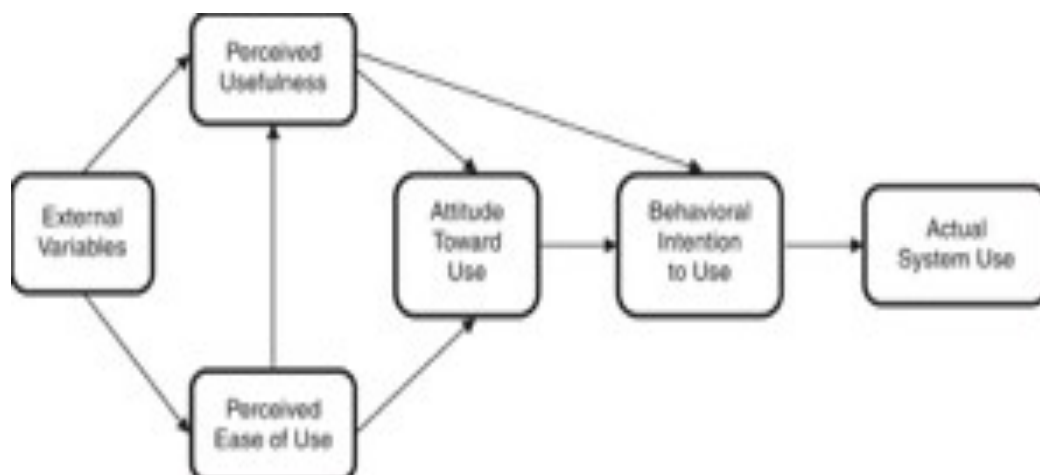 Perceived
Usefulness
External
Variables
Attitude
Toward
Use
Behavioral
Intention
to Use
Actual
System Use
Perceived
Ease of Use